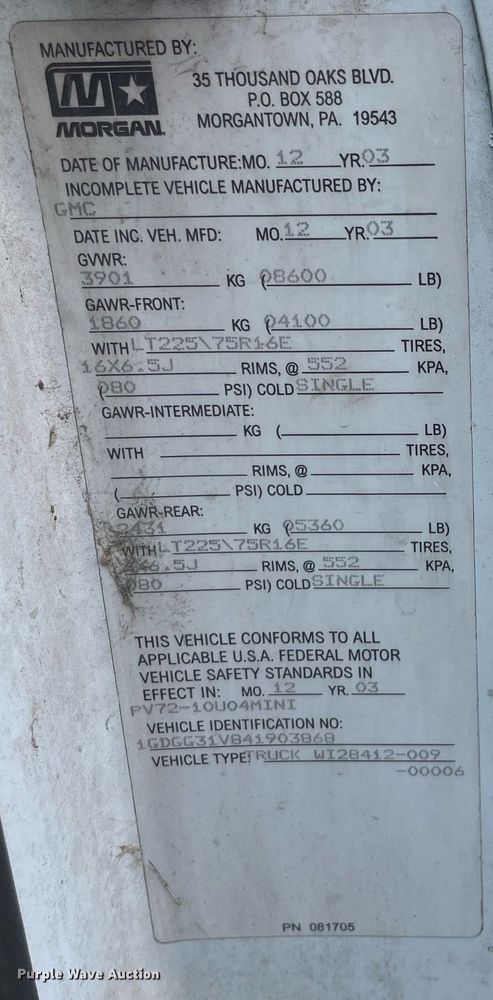 MANUFACTURED BY:
MORGAN
35 THOUSAND OAKS BLVD.
P.O. BOX 588
MORGANTOWN, PA. 19543
DATE OF MANUFACTURE: MO. 12 YR. 03
INCOMPLETE VEHICLE MANUFACTURED BY:
GMC
DATE INC. VEH. MFD: MO. 12 YR. 03
GVWR:
3901 KG (08600 LB)
GAWR-FRONT:
1860 KG (04100 LB)
WITH LT225\75R16E TIRES,
16X6.5J RIMS, @ 552 KPA,
(080 PSI) COLD SINGLE
GAWR-INTERMEDIATE:
KG ( LB)
WITH TIRES,
RIMS, @ KPA,
( PSI) COLD
GAWR-REAR:
02431 KG (05360 LB)
WITH LT225\75R16E TIRES,
X6.5J RIMS, @ 552 KPA,
080 PSI) COLD SINGLE
THIS VEHICLE CONFORMS TO ALL
APPLICABLE U.S.A. FEDERAL MOTOR
VEHICLE SAFETY STANDARDS IN
EFFECT IN: MO. 12 YR. 03
PV72-10U04MINI
VEHICLE IDENTIFICATION NO:
1GDGG31V841903868
VEHICLE TYPE: TRUCK WI28412-009
-00006
PN 081705
Purple Wave Auction